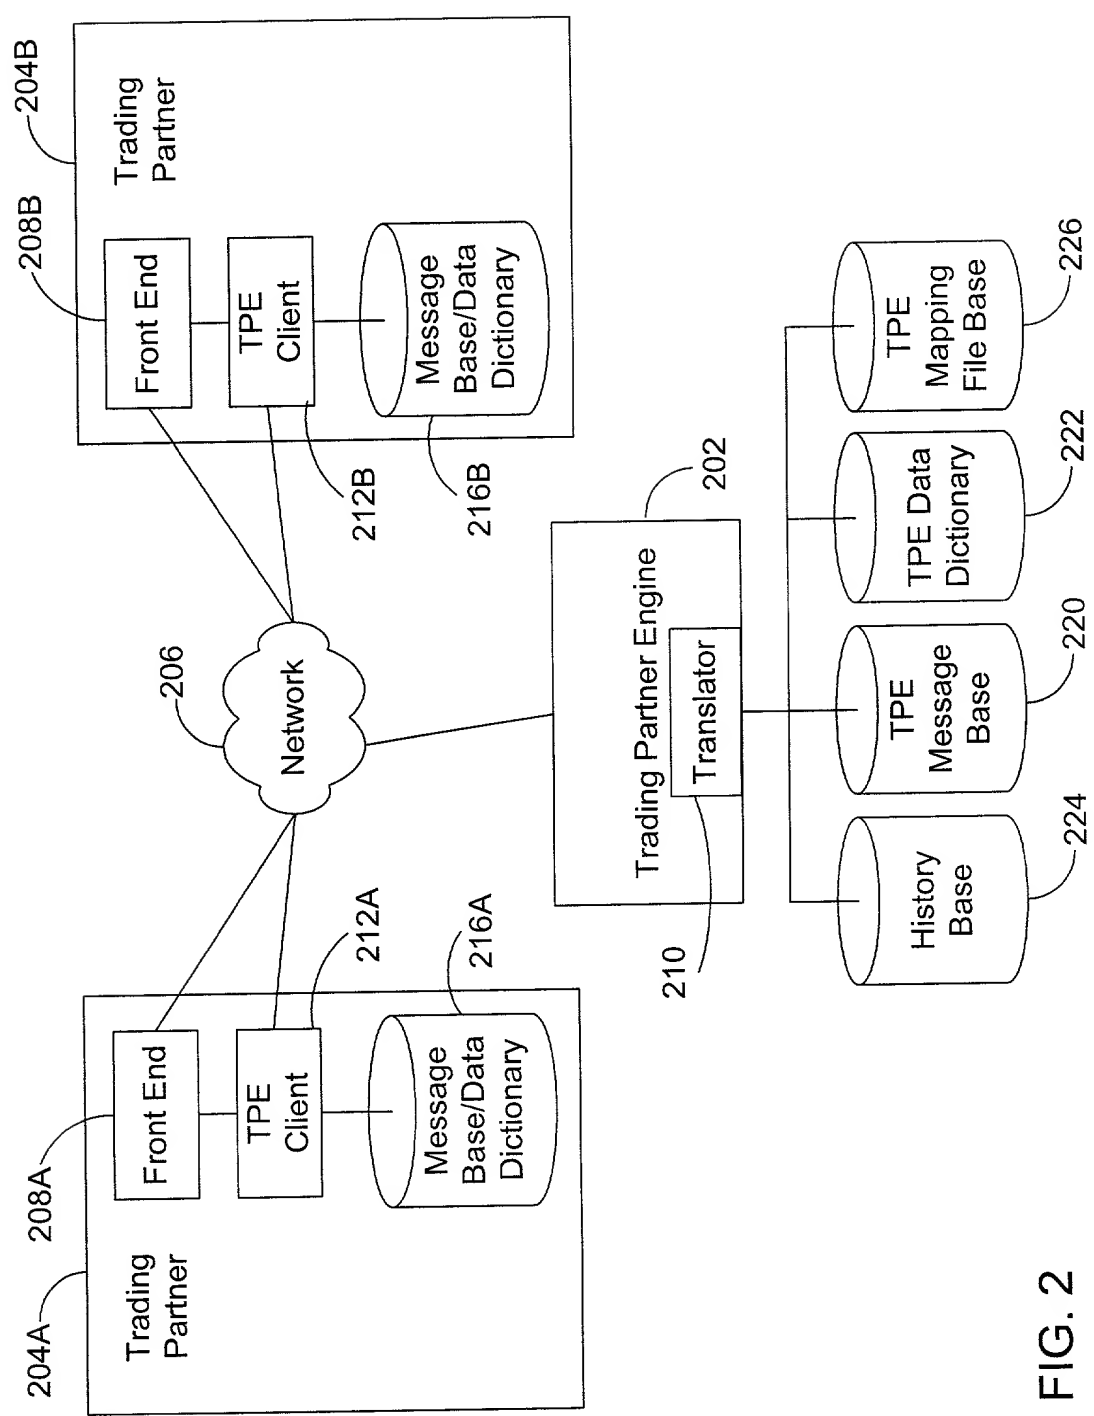 204A
208A
Trading
Partner
Front End
TPE
Client
212A
Message
Base/Data
Dictionary
216A
206
Network
204B
208B
Trading
Partner
Front End
TPE
Client
212B
Message
Base/Data
Dictionary
216B
Trading Partner Engine
202
Translator
210
History
Base
224
TPE
Message
Base
220
TPE Data
Dictionary
222
TPE
Mapping
File Base
226
FIG. 2